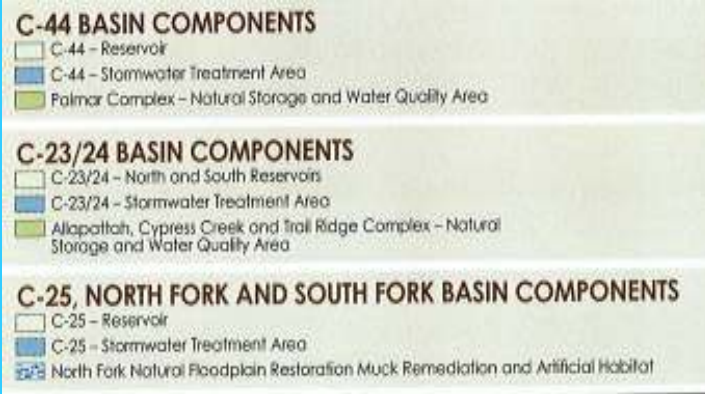 C-44 BASIN COMPONENTS
C-44 – Reservoir
C-44 – Stormwater Treatment Area
Palmar Complex – Natural Storage and Water Quality Area
C-23/24 BASIN COMPONENTS
C-23/24 – North and South Reservoirs
C-23/24 – Stormwater Treatment Area
Allapattah, Cypress Creek and Trail Ridge Complex – Natural
Storage and Water Quality Area
C-25, NORTH FORK AND SOUTH FORK BASIN COMPONENTS
C-25 – Reservoir
C-25 – Stormwater Treatment Area
North Fork Natural Floodplain Restoration Muck Remediation and Artificial Habitat